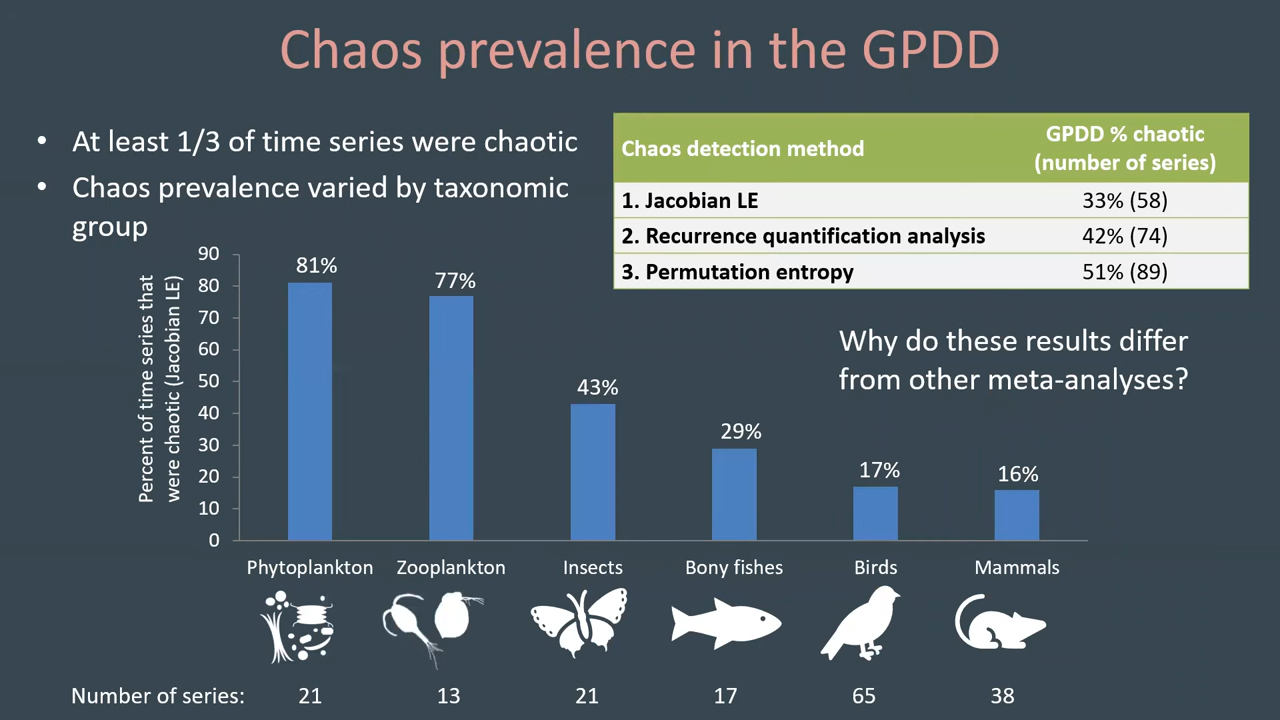 Chaos prevalence in the GPDD
• At least 1/3 of time series were chaotic
• Chaos prevalence varied by taxonomic
group
Chaos detection method
GPDD % chaotic
(number of series)
1. Jacobian LE 33% (58)
2. Recurrence quantification analysis 42% (74)
3. Permutation entropy 51% (89)
Why do these results differ
from other meta-analyses?
Percent of time series that
were chaotic (Jacobian LE)
90
80
70
60
50
40
30
20
10
0
81%
77%
43%
29%
17%
16%
Phytoplankton Zooplankton Insects Bony fishes Birds Mammals
Number of series: 21 13 21 17 65 38